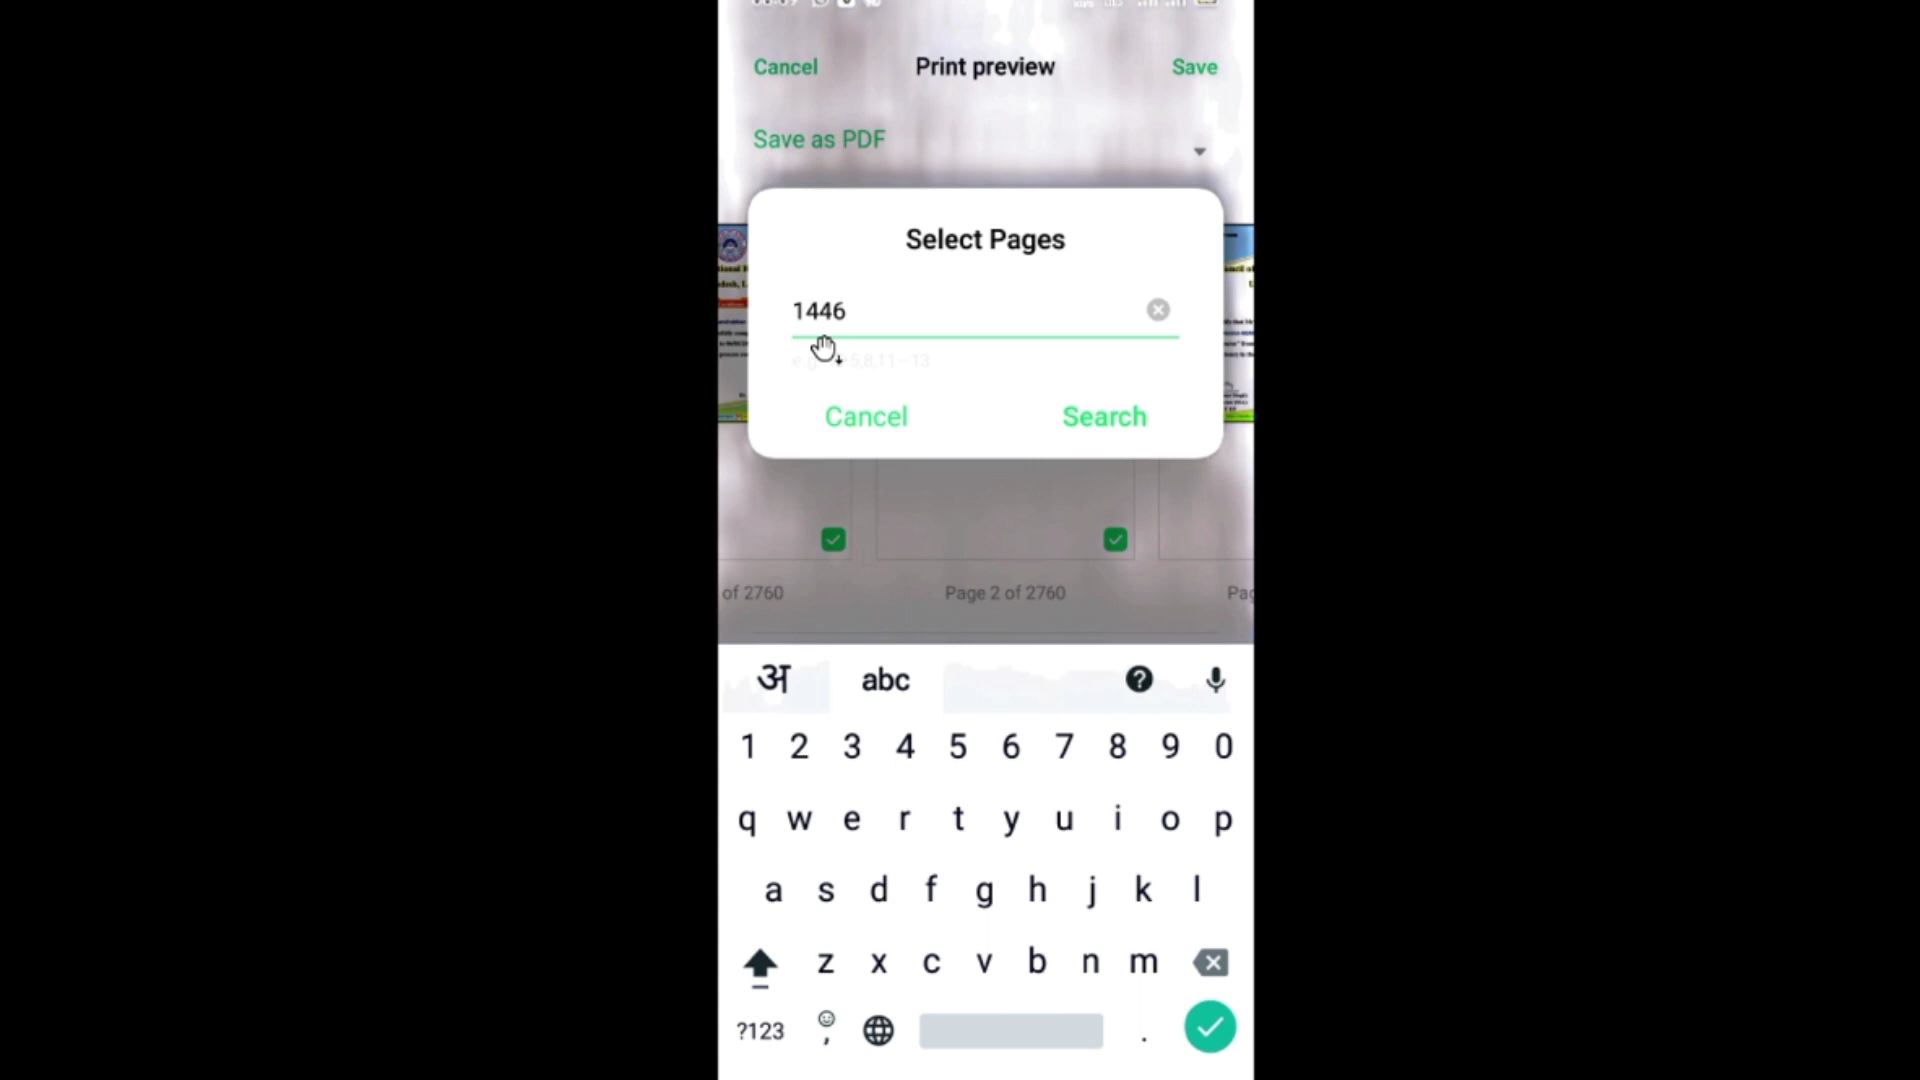 Cancel Print preview Save
Save as PDF
Select Pages
1446
Cancel Search
of 2760 Page 2 of 2760
अ abc
1 2 3 4 5 6 7 8 9 0
q w e r t y u i o p
a s d f g h j k l
z x c v b n m
?123 , .